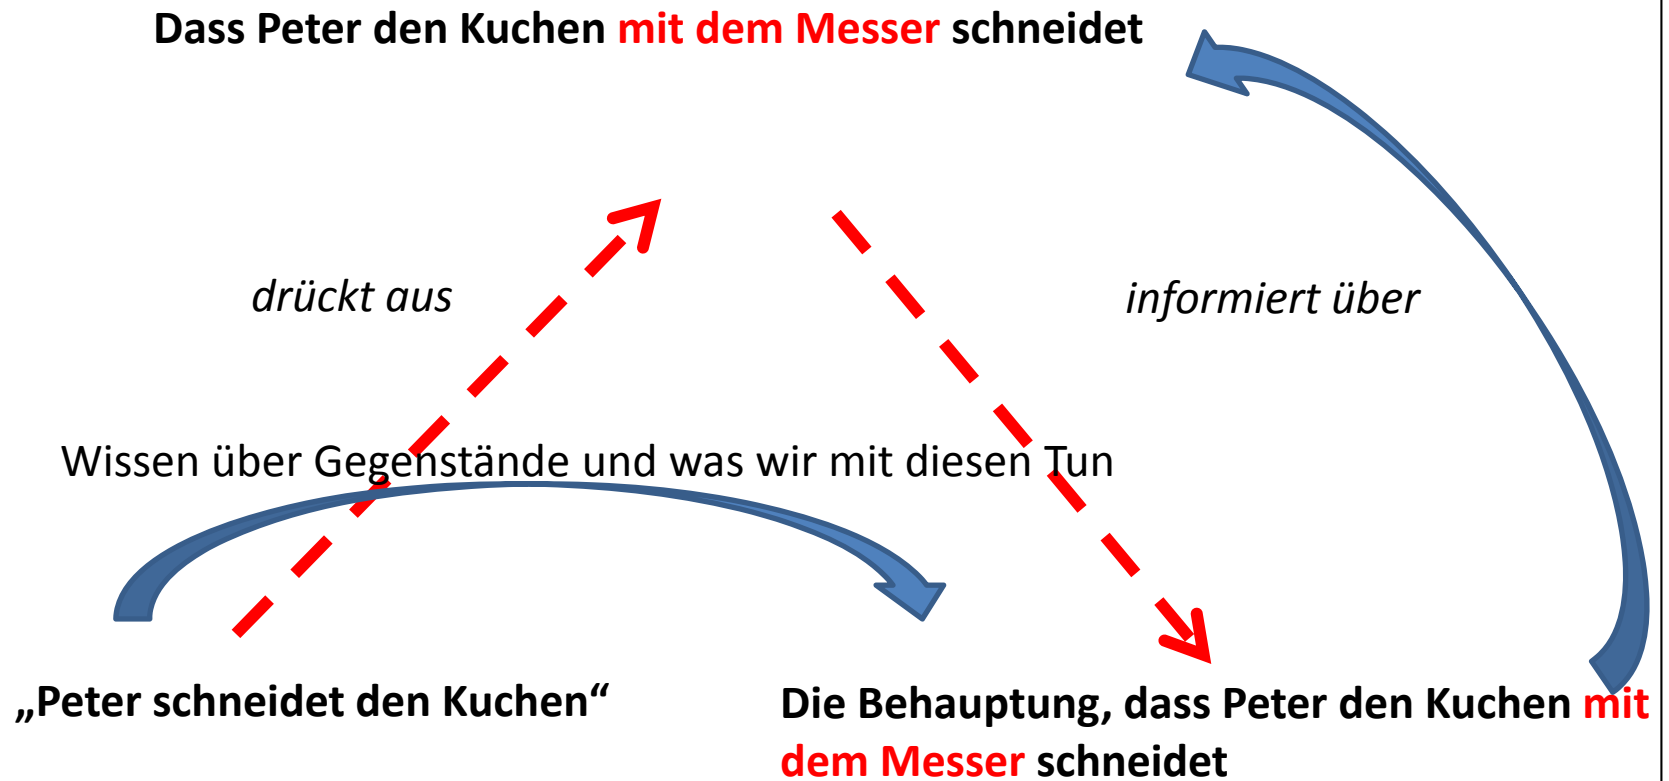 Dass Peter den Kuchen mit dem Messer schneidet
drückt aus
informiert über
Wissen über Gegenstände und was wir mit diesen Tun
„Peter schneidet den Kuchen“
Die Behauptung, dass Peter den Kuchen mit
dem Messer schneidet